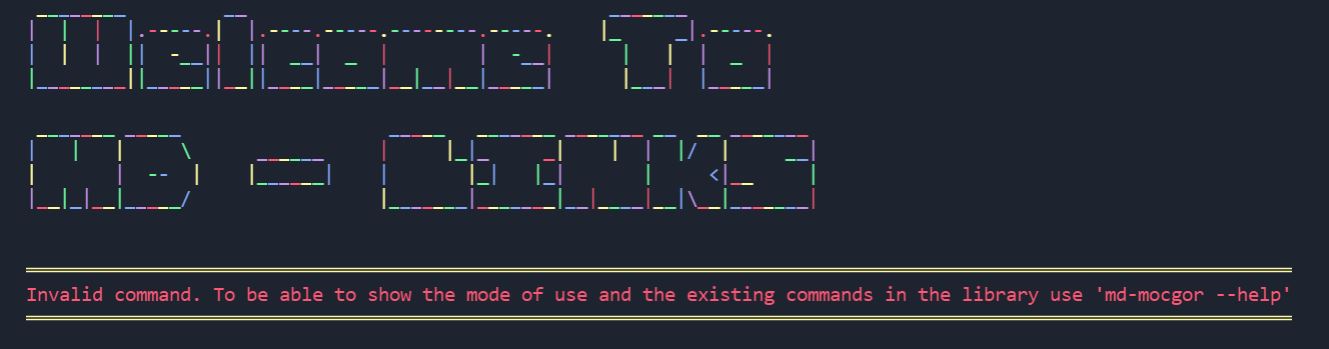 Welcome To
MD - LINKS
Invalid command. To be able to show the mode of use and the existing commands in the library use 'md-mocgor --help'